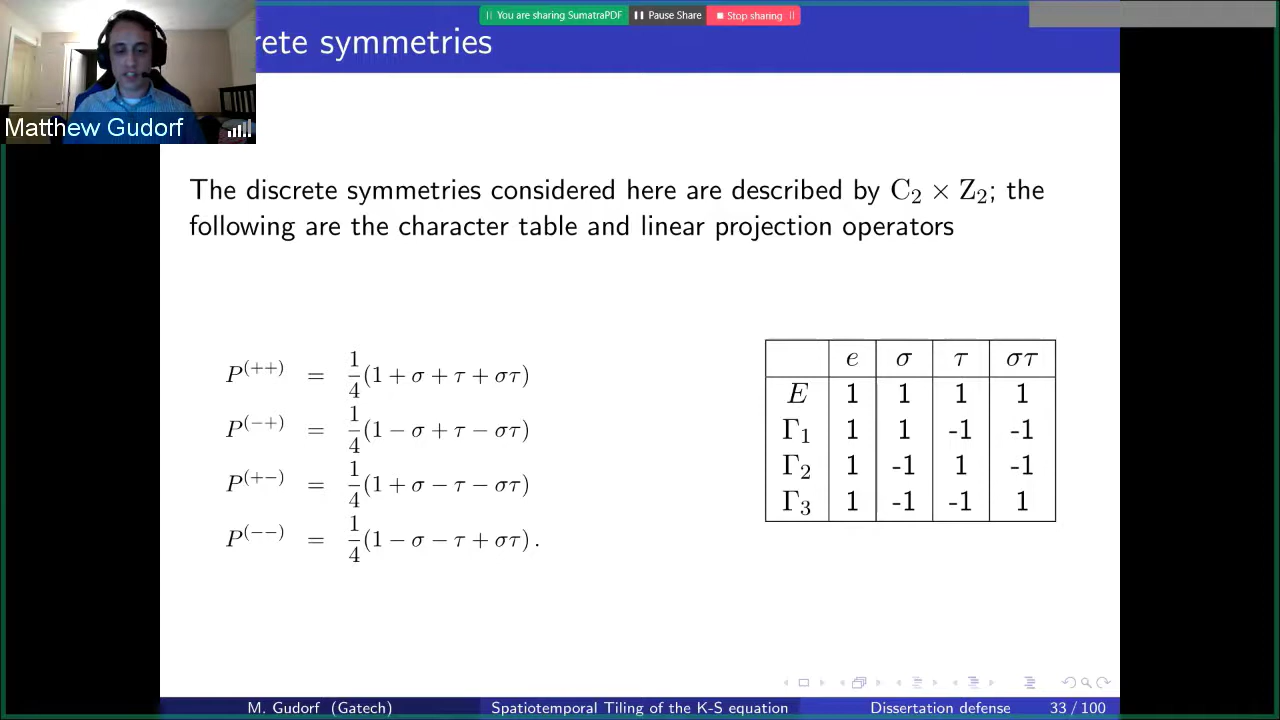 You are sharing SumatraPDF Pause Share Stop sharing
rete symmetries
Matthew Gudorf
The discrete symmetries considered here are described by C₂ × Z₂; the
following are the character table and linear projection operators
P⁽⁺⁺⁾ = 1/4(1 + σ + τ + στ)
P⁽⁻⁺⁾ = 1/4(1 − σ + τ − στ)
P⁽⁺⁻⁾ = 1/4(1 + σ − τ − στ)
P⁽⁻⁻⁾ = 1/4(1 − σ − τ + στ).
e σ τ στ
E 1 1 1 1
Γ₁ 1 1 -1 -1
Γ₂ 1 -1 1 -1
Γ₃ 1 -1 -1 1
M. Gudorf (Gatech) Spatiotemporal Tiling of the K-S equation Dissertation defense 33 / 100